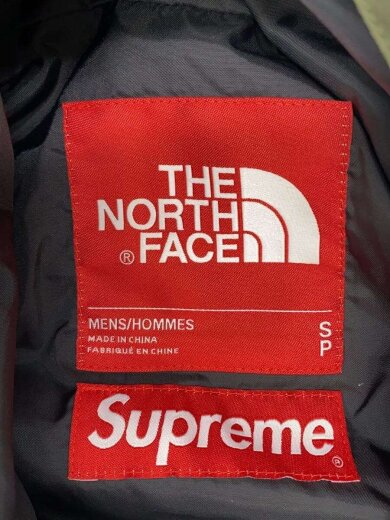 THE
NORTH
® FACE
MENS/HOMMES
MADE IN CHINA
FABRIQUÉ EN CHINE
S
P
Supreme ®